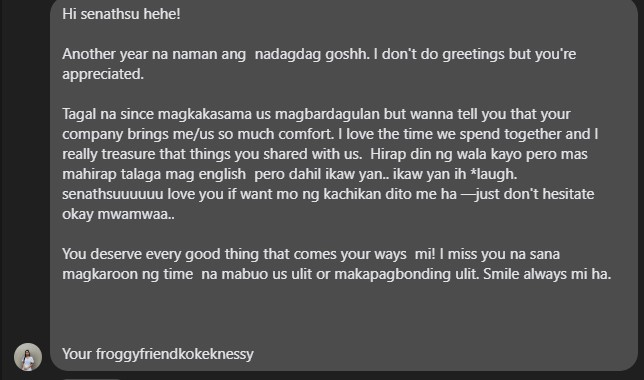 Hi senathsu hehe!
Another year na naman ang nadagdag goshh. I don't do greetings but you're
appreciated.
Tagal na since magkakasama us magbardagulan but wanna tell you that your
company brings me/us so much comfort. I love the time we spend together and I
really treasure that things you shared with us. Hirap din ng wala kayo pero mas
mahirap talaga mag english pero dahil ikaw yan.. ikaw yan ih *laugh.
senathsuuuuuu love you if want mo ng kachikan dito me ha —just don't hesitate
okay mwamwaa..
You deserve every good thing that comes your ways mi! I miss you na sana
magkaroon ng time na mabuo us ulit or makapagbonding ulit. Smile always mi ha.
Your froggyfriendkokeknessy